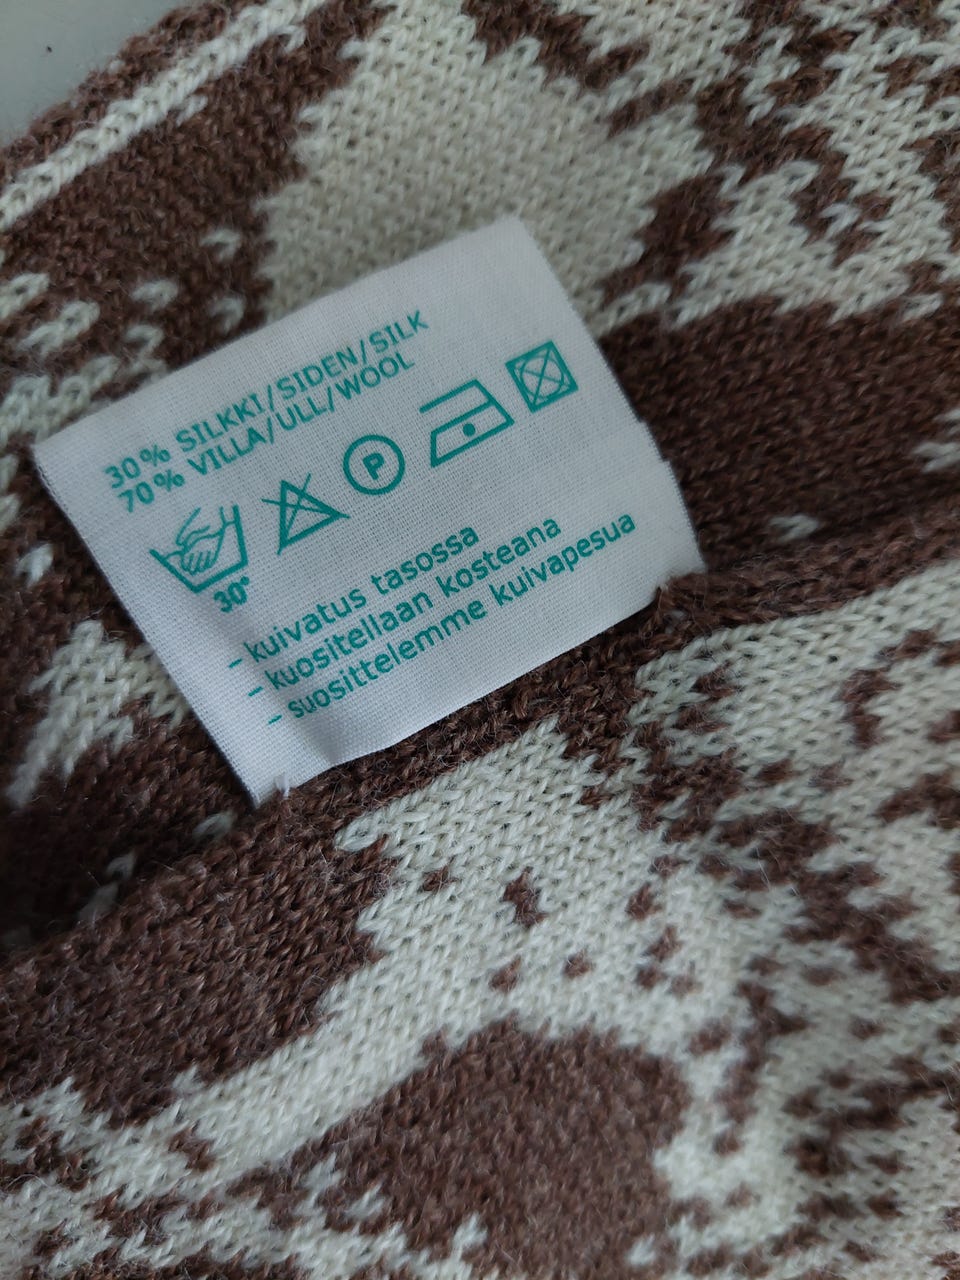 30% SILKKI/SIDEN/SILK
70% VILLA/ULL/WOOL
30°
P
- kuivatus tasossa
- kuositellaan kosteana
- suosittelemme kuivapesua